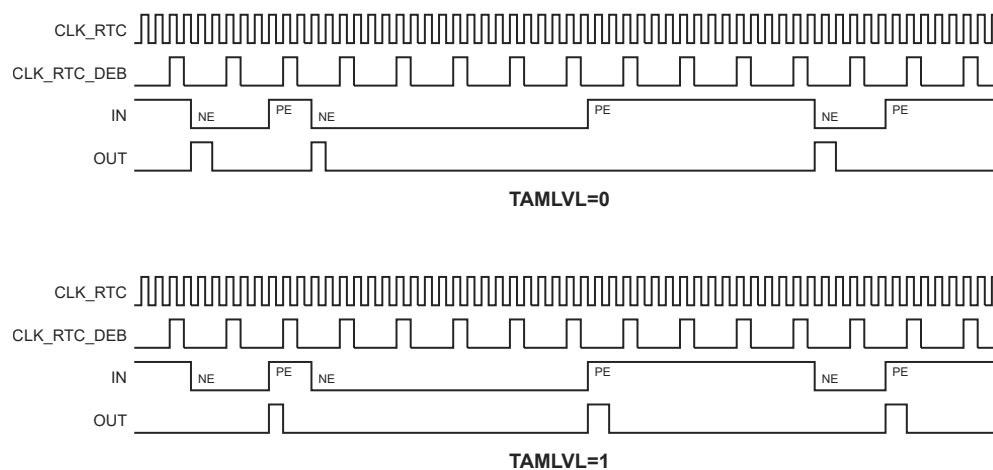 CLK_RTC
CLK_RTC_DEB
IN NE PE NE PE NE PE
OUT
TAMLVL=0
CLK_RTC
CLK_RTC_DEB
IN NE PE NE PE NE PE
OUT
TAMLVL=1